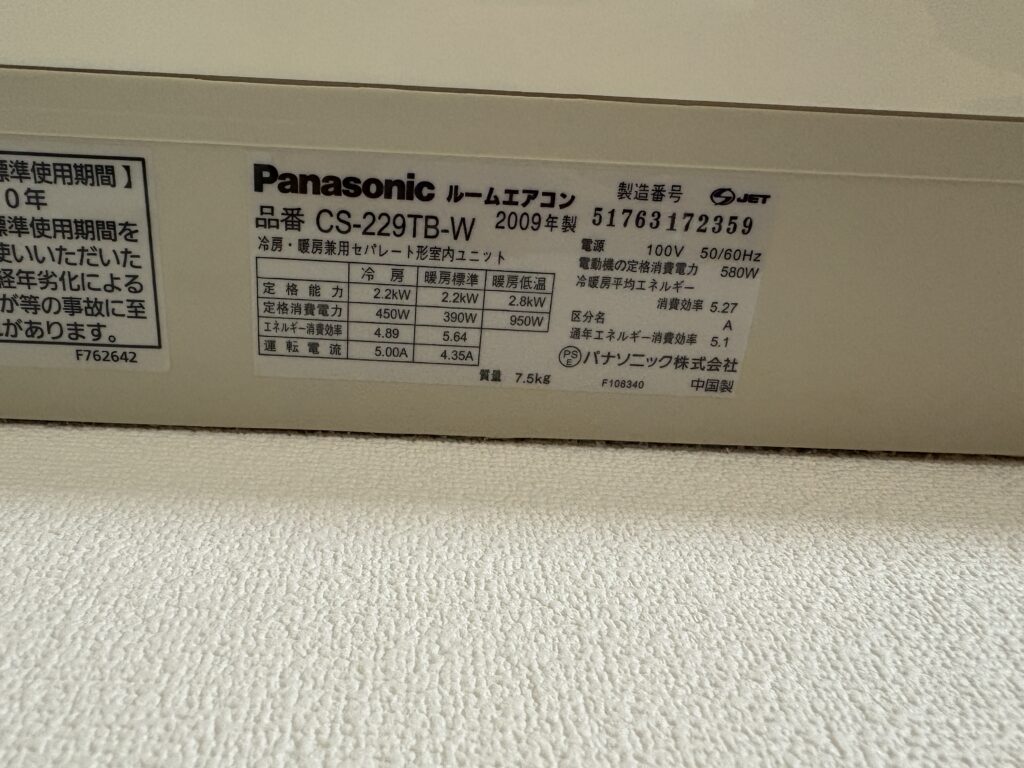 標準使用期間】
0年
標準使用期間を
使いいただいた
経年劣化による
が等の事故に至
があります。
F762642
Panasonic ルームエアコン
品番 CS-229TB-W 2009年製
冷房・暖房兼用セパレート形室内ユニット
冷房 暖房標準 暖房低温
定格能力 2.2kW 2.2kW 2.8kW
定格消費電力 450W 390W 950W
エネルギー消費効率 4.89 5.64
運転電流 5.00A 4.35A
質量 7.5kg
製造番号 JET
51763172359
電源 100V 50/60Hz
電動機の定格消費電力 580W
冷暖房平均エネルギー
消費効率 5.27
区分名 A
通年エネルギー消費効率 5.1
PSE パナソニック株式会社
F108340 中国製